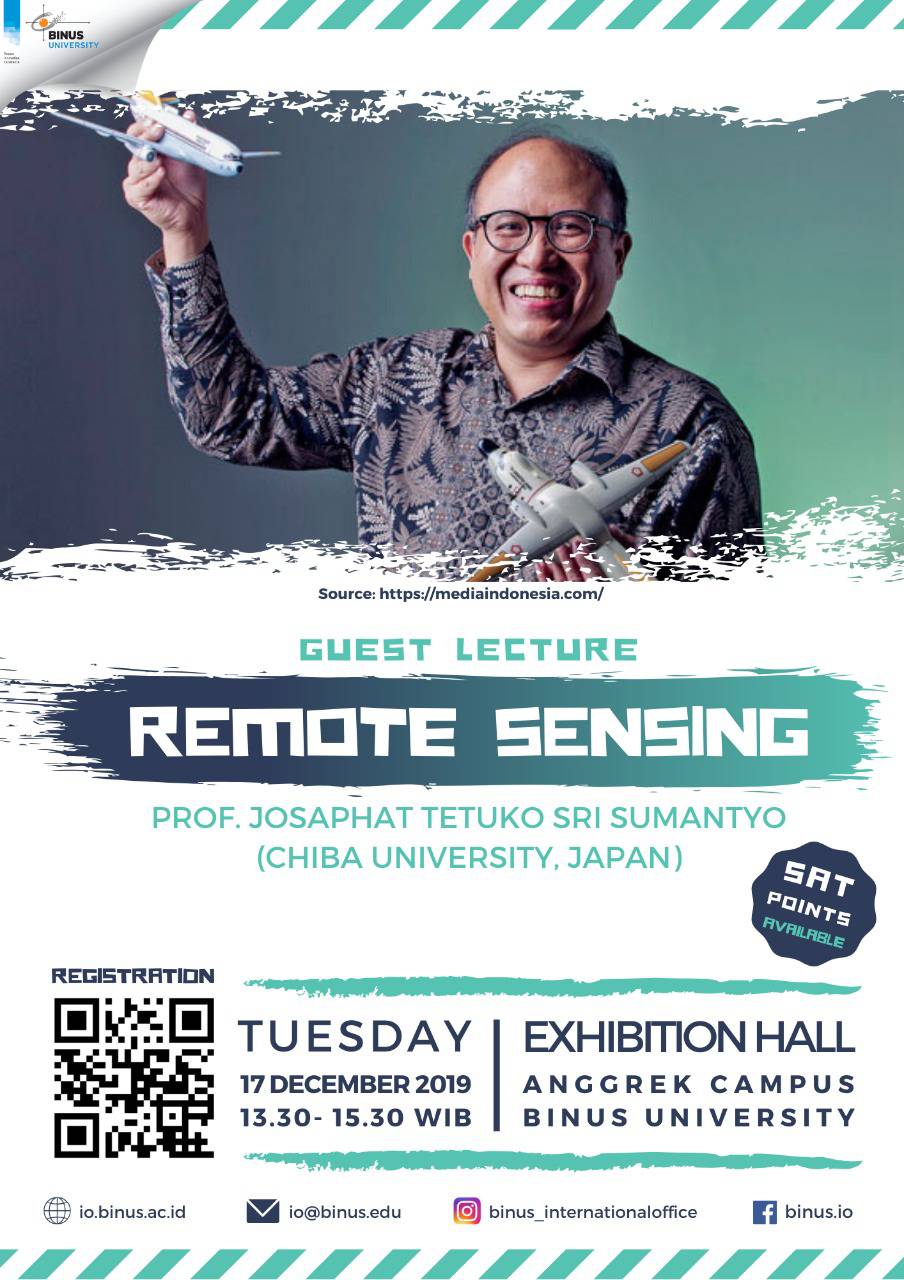 BINUS
UNIVERSITY
Source: https://mediaindonesia.com/
GUEST LECTURE
REMOTE SENSING
PROF. JOSAPHAT TETUKO SRI SUMANTYO
(CHIBA UNIVERSITY, JAPAN)
SAT
POINTS
AVAILABLE
REGISTRATION
TUESDAY
17 DECEMBER 2019
13.30- 15.30 WIB
EXHIBITION HALL
ANGGREK CAMPUS
BINUS UNIVERSITY
io.binus.ac.id
io@binus.edu
binus_internationaloffice
binus.io